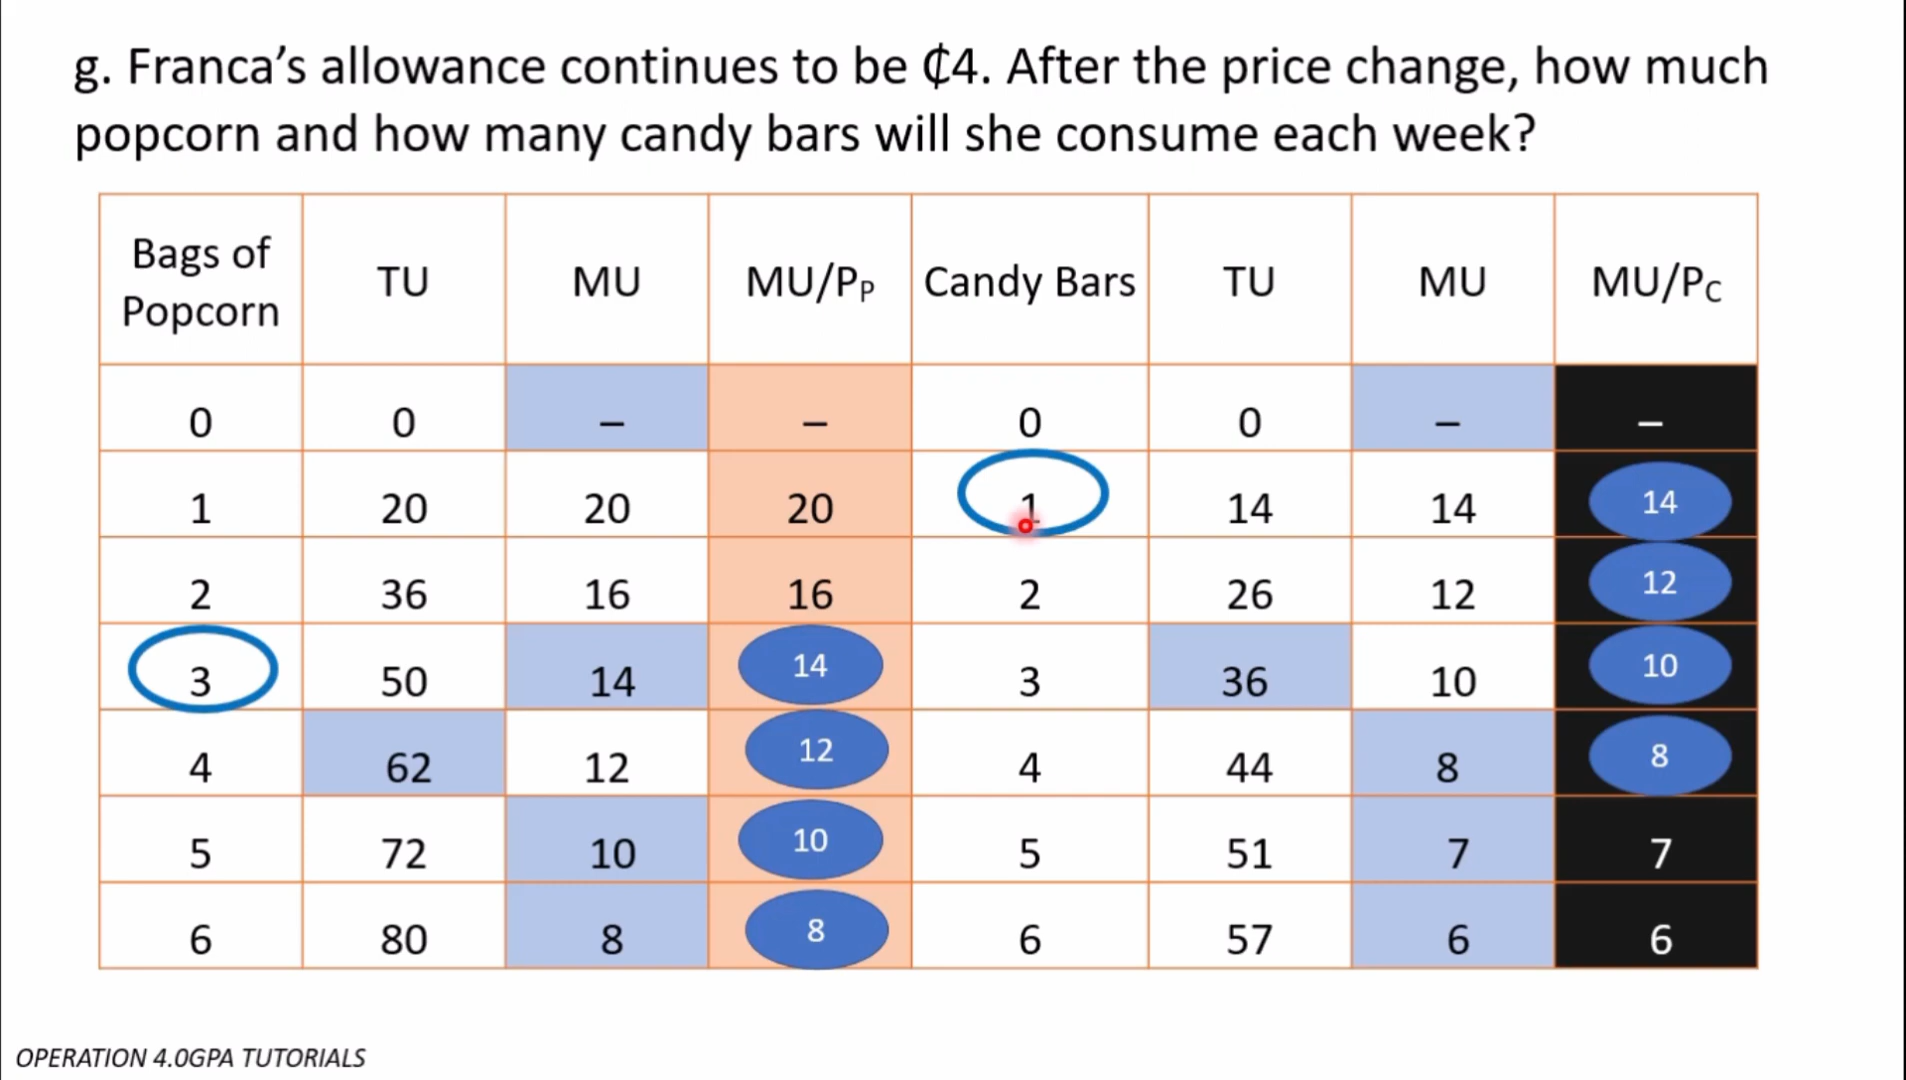 g. Franca’s allowance continues to be ₵4. After the price change, how much
popcorn and how many candy bars will she consume each week?
Bags of Popcorn TU MU MU/PP Candy Bars TU MU MU/PC
0 0 – – 0 0 – –
1 20 20 20 1 14 14 14
2 36 16 16 2 26 12 12
3 50 14 14 3 36 10 10
4 62 12 12 4 44 8 8
5 72 10 10 5 51 7 7
6 80 8 8 6 57 6 6
OPERATION 4.0GPA TUTORIALS